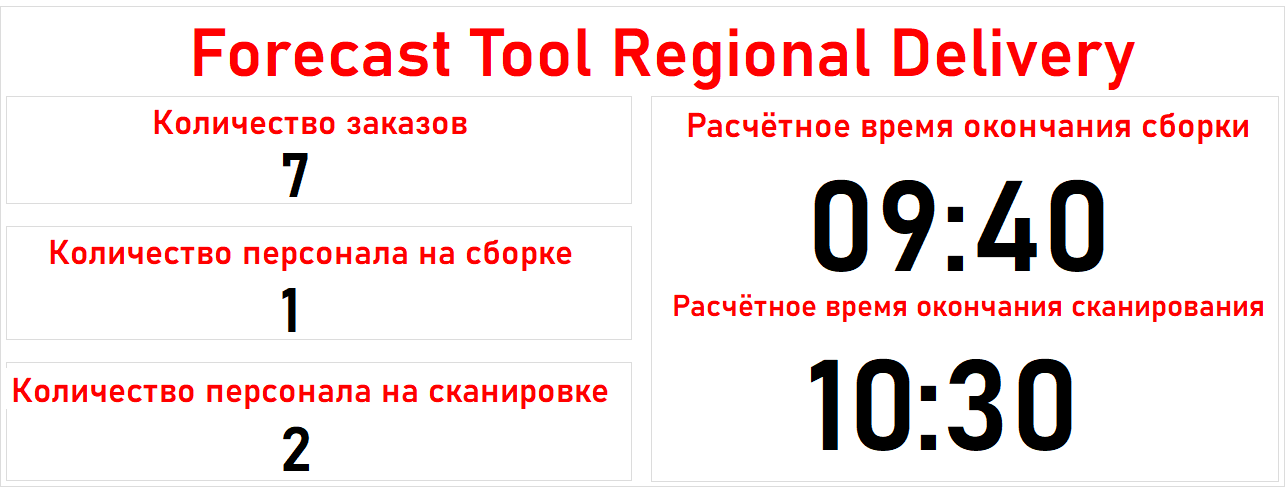 Forecast Tool Regional Delivery
Количество заказов
7
Количество персонала на сборке
1
Количество персонала на сканировке
2
Расчётное время окончания сборки
09:40
Расчётное время окончания сканирования
10:30